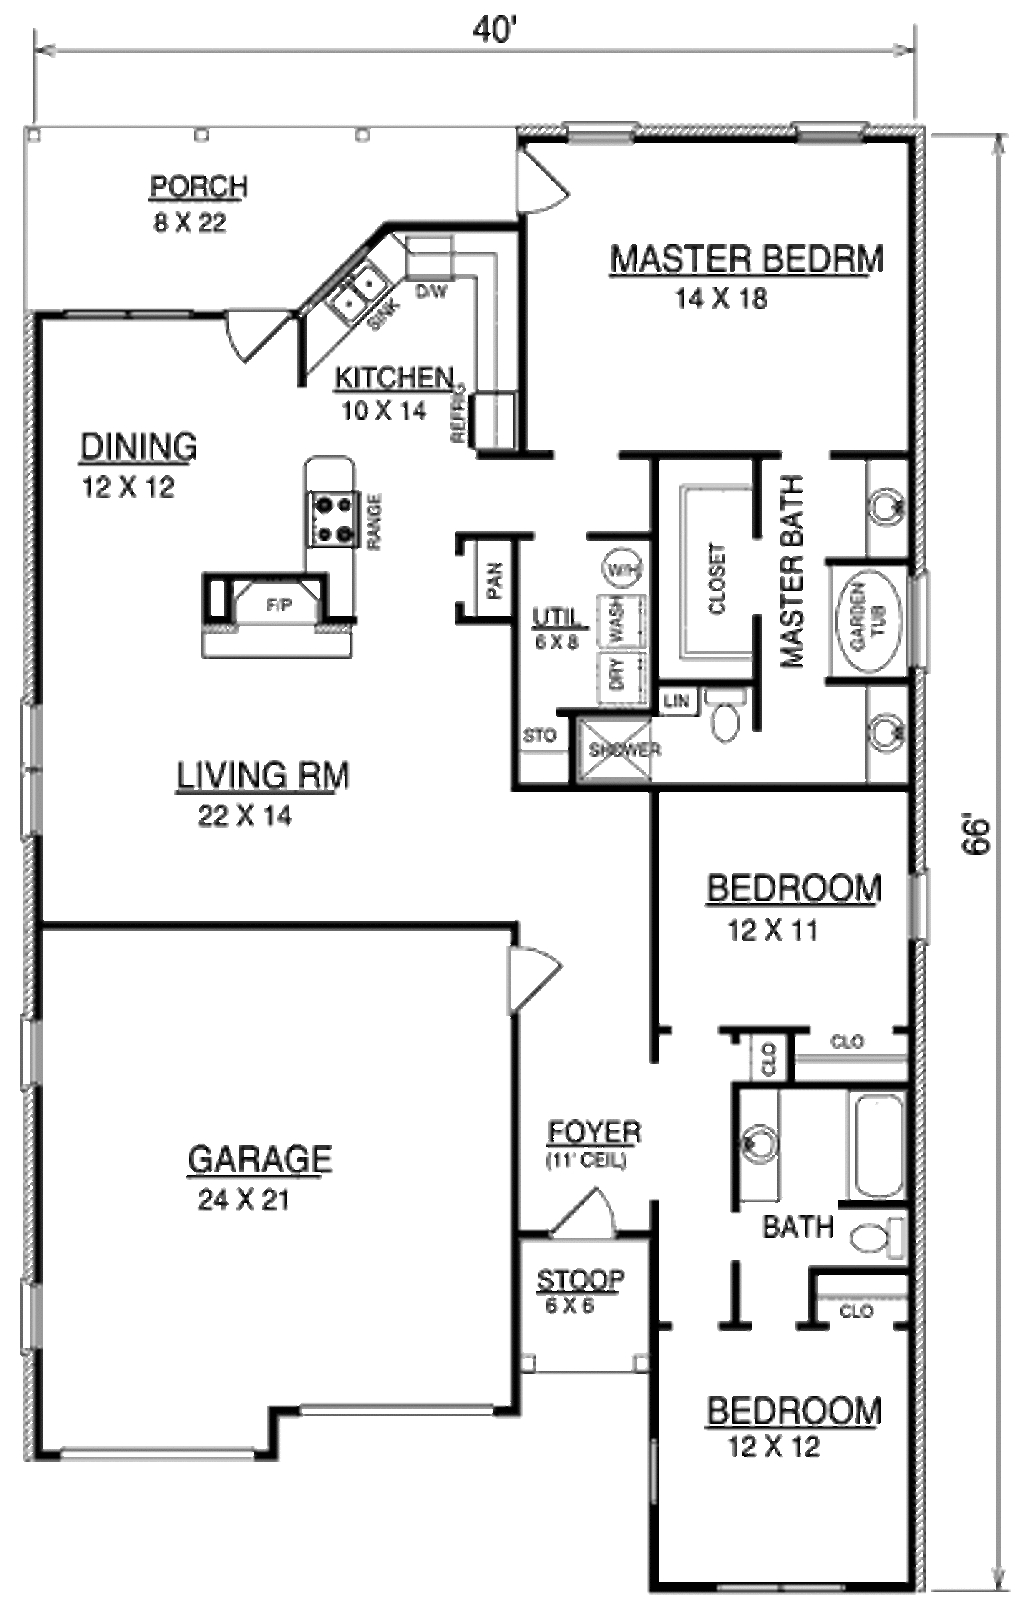 40'
PORCH
8 X 22
MASTER BEDRM
14 X 18
D/W
SINK
KITCHEN
10 X 14
REFRIG
DINING
12 X 12
RANGE
F/P
PAN
W/H
UTIL
6 X 8
WASH
DRY
CLOSET
MASTER BATH
GARDEN
TUB
LIN
STO
SHOWER
LIVING RM
22 X 14
66'
BEDROOM
12 X 11
CLO
CLO
FOYER
(11' CEIL)
GARAGE
24 X 21
BATH
STOOP
6 X 6
CLO
BEDROOM
12 X 12